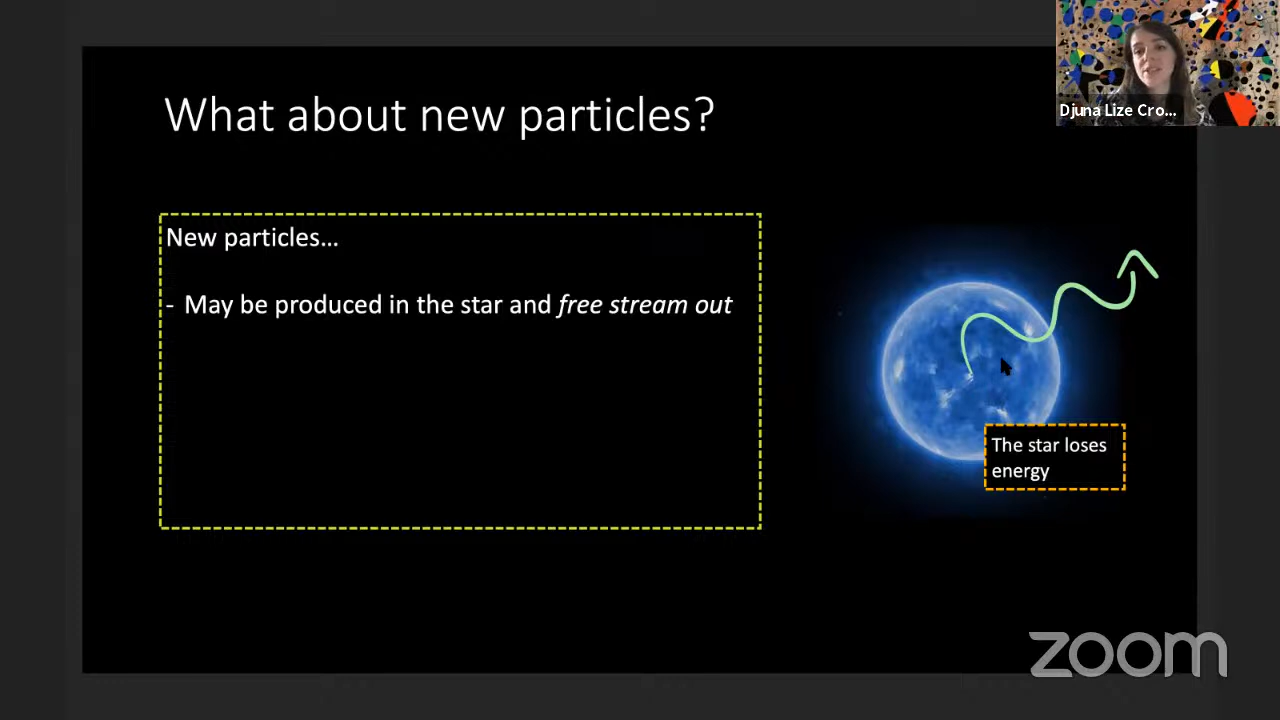 Djuna Lize Cro...
What about new particles?
New particles...
- May be produced in the star and free stream out
The star loses
energy
zoom